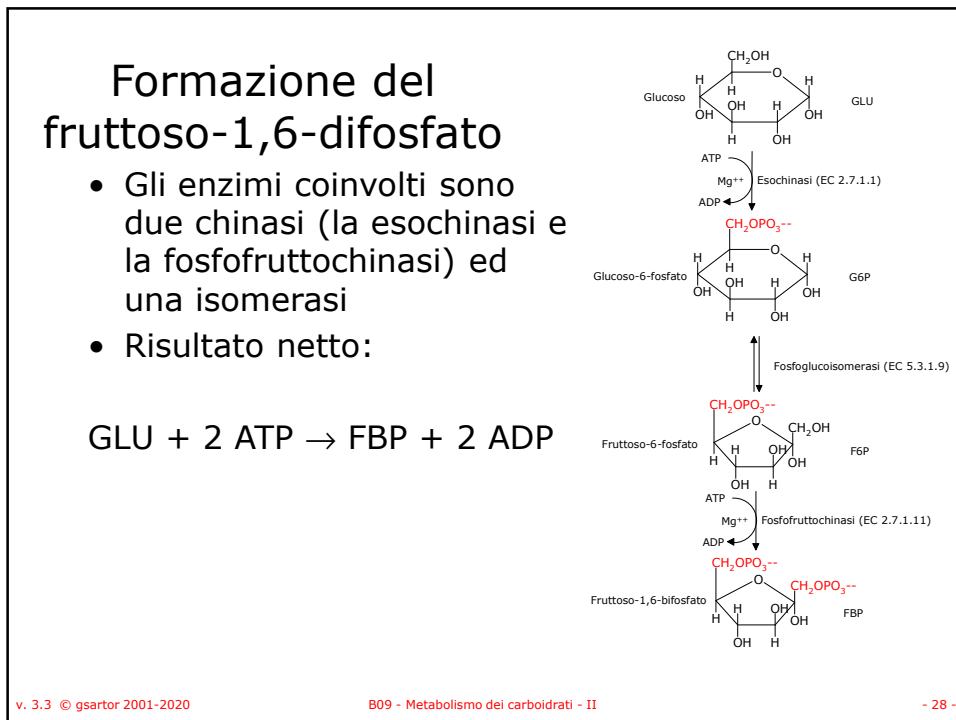 Formazione del
fruttoso-1,6-difosfato
• Gli enzimi coinvolti sono
due chinasi (la esochinasi e
la fosfofruttochinasi) ed
una isomerasi
• Risultato netto:
GLU + 2 ATP → FBP + 2 ADP
CH2OH
O
H
H
H
Glucoso
GLU
OH
OH
H
OH
H
OH
ATP
Mg++
Esochinasi (EC 2.7.1.1)
ADP
CH2OPO3--
O
H
H
H
Glucoso-6-fosfato
G6P
OH
OH
H
OH
H
OH
Fosfoglucoisomerasi (EC 5.3.1.9)
CH2OPO3--
O
CH2OH
Fruttoso-6-fosfato
F6P
H
H
OH
OH
OH
H
ATP
Mg++
Fosfofruttochinasi (EC 2.7.1.11)
ADP
CH2OPO3--
O
CH2OPO3--
Fruttoso-1,6-bifosfato
FBP
H
H
OH
OH
OH
H
v. 3.3 © gsartor 2001-2020
B09 - Metabolismo dei carboidrati - II
- 28 -